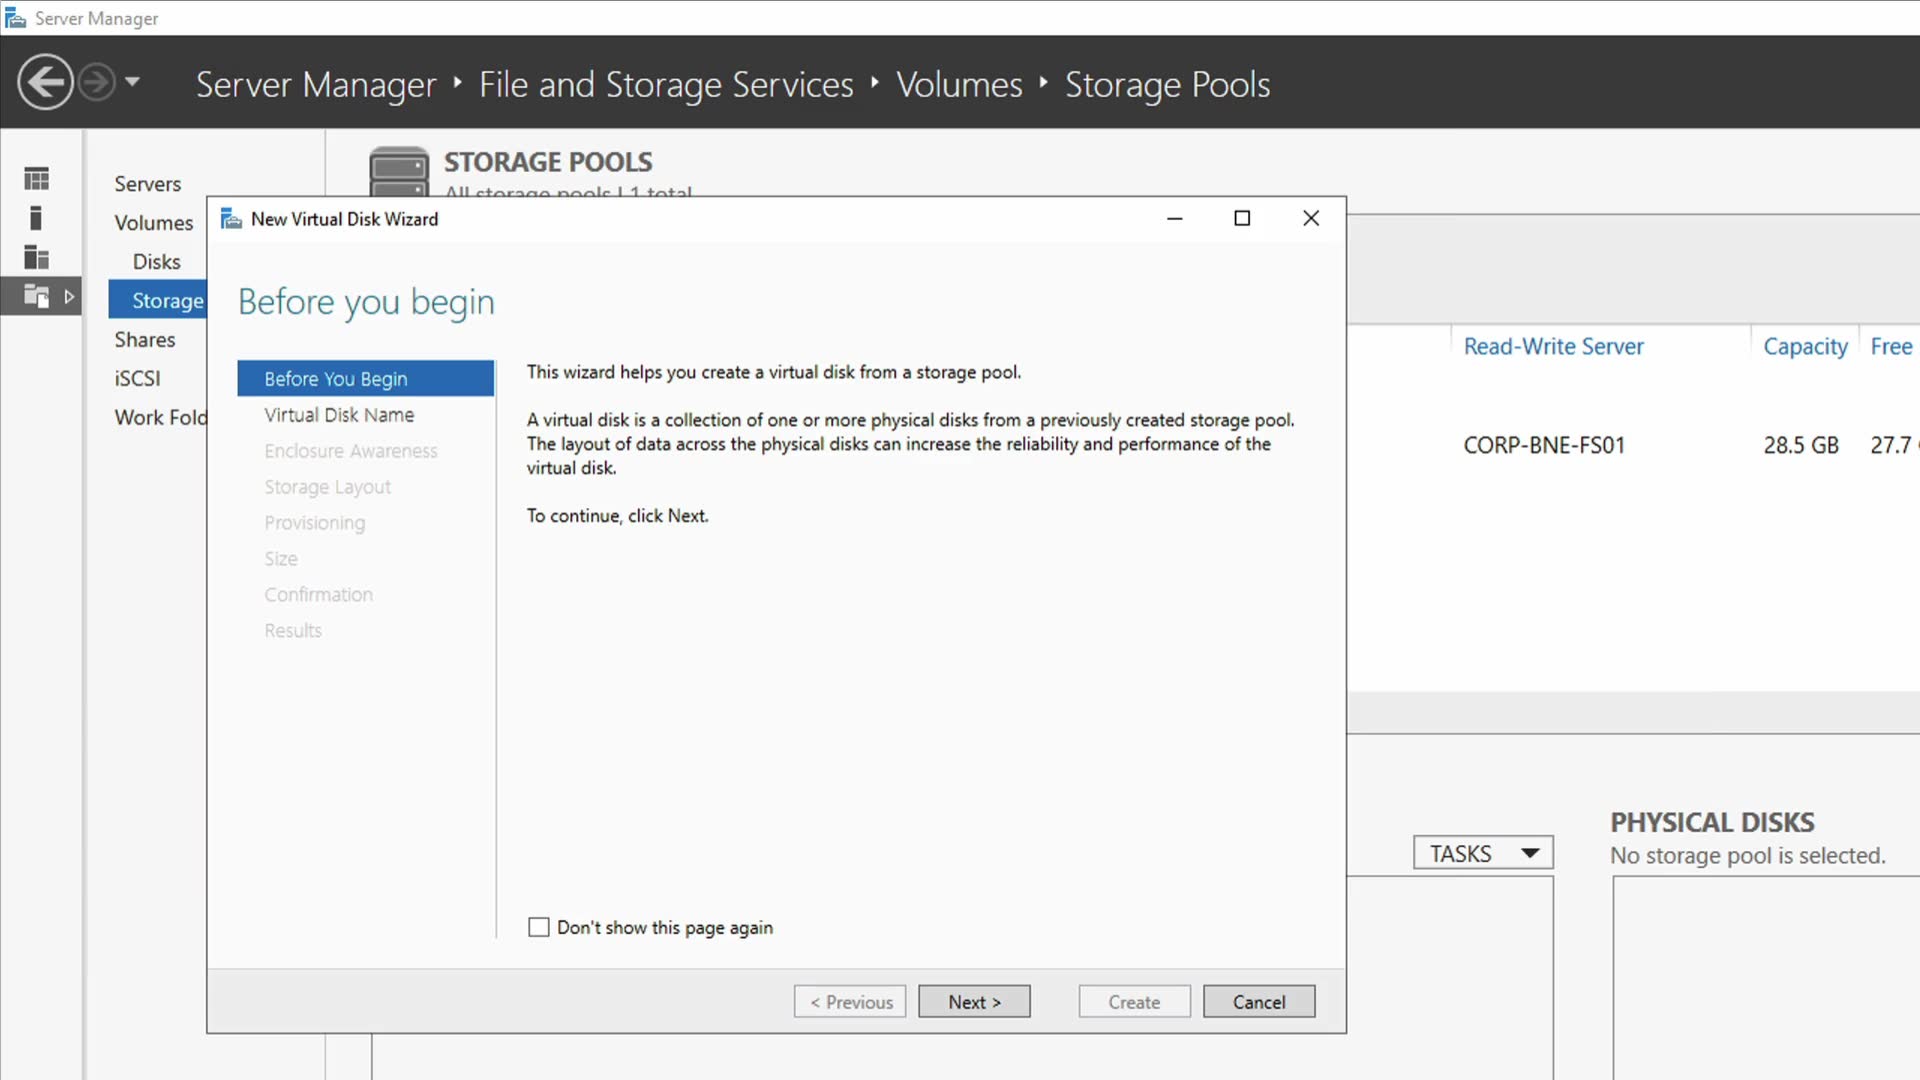 Server Manager
Server Manager ‣ File and Storage Services ‣ Volumes ‣ Storage Pools
STORAGE POOLS
All storage pools | 1 total
Servers
Volumes
Disks
Storage
Shares
iSCSI
Work Fold
New Virtual Disk Wizard
Before you begin
Before You Begin
Virtual Disk Name
Enclosure Awareness
Storage Layout
Provisioning
Size
Confirmation
Results
This wizard helps you create a virtual disk from a storage pool.
A virtual disk is a collection of one or more physical disks from a previously created storage pool.
The layout of data across the physical disks can increase the reliability and performance of the
virtual disk.
To continue, click Next.
Don't show this page again
< Previous
Next >
Create
Cancel
Read-Write Server Capacity Free
CORP-BNE-FS01 28.5 GB 27.7
TASKS
PHYSICAL DISKS
No storage pool is selected.